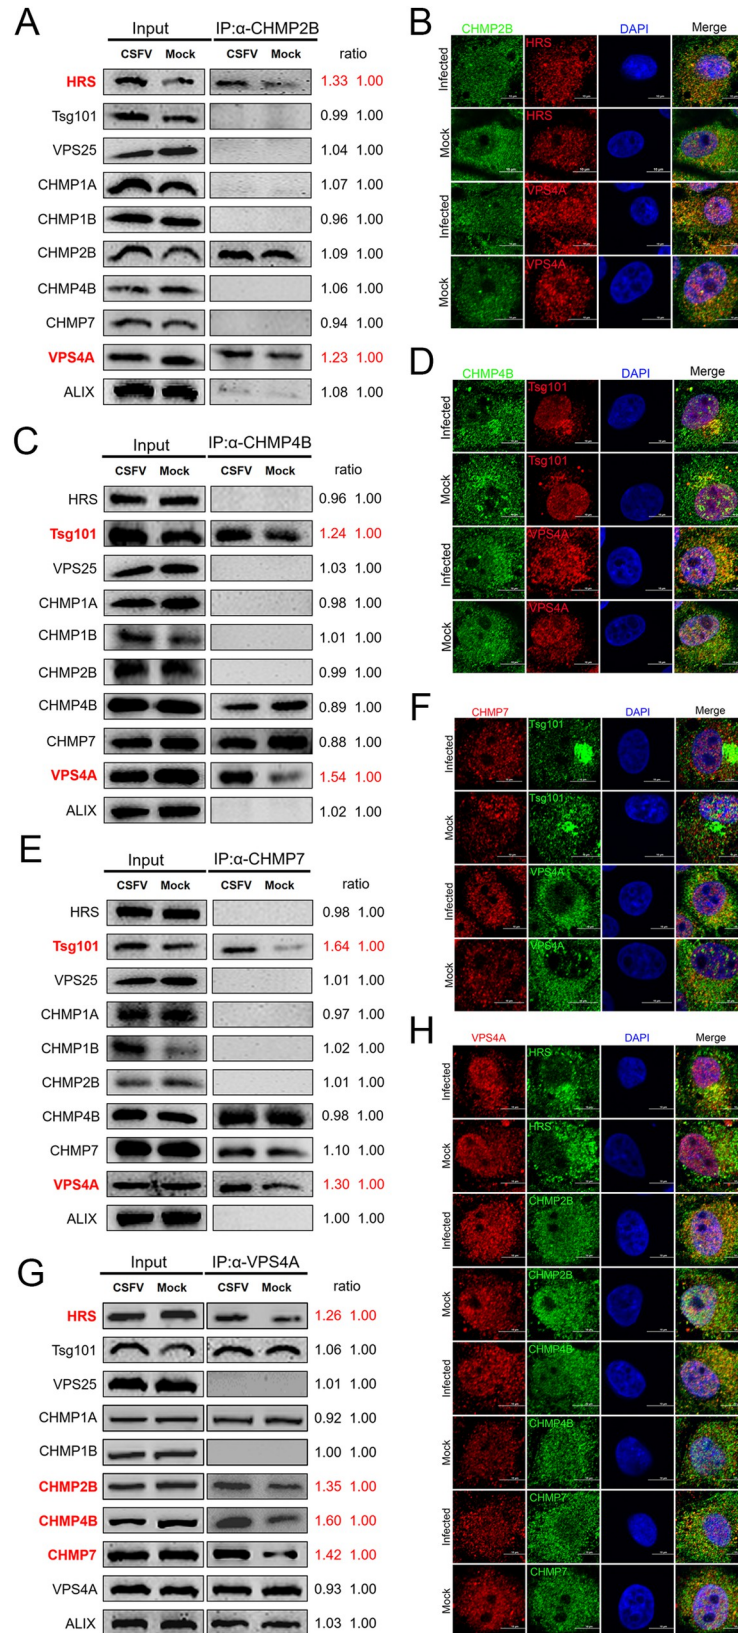 A
Input IP:α-CHMP2B
CSFV Mock CSFV Mock ratio
HRS 1.33 1.00
Tsg101 0.99 1.00
VPS25 1.04 1.00
CHMP1A 1.07 1.00
CHMP1B 0.96 1.00
CHMP2B 1.09 1.00
CHMP4B 1.06 1.00
CHMP7 0.94 1.00
VPS4A 1.23 1.00
ALIX 1.08 1.00
B
CHMP2B DAPI Merge
Infected HRS
Mock HRS
Infected VPS4A
Mock VPS4A
C
Input IP:α-CHMP4B
CSFV Mock CSFV Mock ratio
HRS 0.96 1.00
Tsg101 1.24 1.00
VPS25 1.03 1.00
CHMP1A 0.98 1.00
CHMP1B 1.01 1.00
CHMP2B 0.99 1.00
CHMP4B 0.89 1.00
CHMP7 0.88 1.00
VPS4A 1.54 1.00
ALIX 1.02 1.00
D
CHMP4B DAPI Merge
Infected Tsg101
Mock Tsg101
Infected VPS4A
Mock VPS4A
E
Input IP:α-CHMP7
CSFV Mock CSFV Mock ratio
HRS 0.98 1.00
Tsg101 1.64 1.00
VPS25 1.01 1.00
CHMP1A 0.97 1.00
CHMP1B 1.02 1.00
CHMP2B 1.01 1.00
CHMP4B 0.98 1.00
CHMP7 1.10 1.00
VPS4A 1.30 1.00
ALIX 1.00 1.00
F
CHMP7 DAPI Merge
Infected Tsg101
Mock Tsg101
Infected VPS4A
Mock VPS4A
G
Input IP:α-VPS4A
CSFV Mock CSFV Mock ratio
HRS 1.26 1.00
Tsg101 1.06 1.00
VPS25 1.01 1.00
CHMP1A 0.92 1.00
CHMP1B 1.00 1.00
CHMP2B 1.35 1.00
CHMP4B 1.60 1.00
CHMP7 1.42 1.00
VPS4A 0.93 1.00
ALIX 1.03 1.00
H
VPS4A DAPI Merge
Infected HRS
Mock HRS
Infected CHMP2B
Mock CHMP2B
Infected CHMP4B
Mock CHMP4B
Infected CHMP7
Mock CHMP7